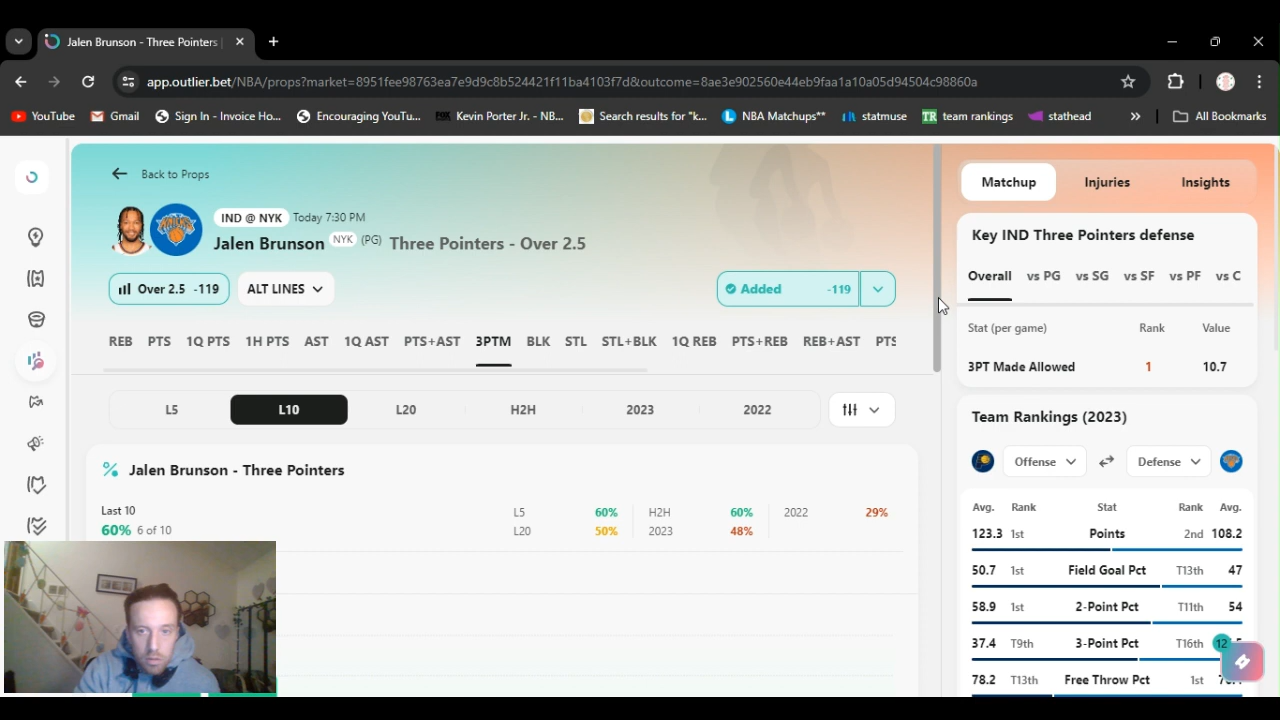 Jalen Brunson - Three Pointers
app.outlier.bet/NBA/props?market=8951fee98763ea7e9d9c8b524421f11ba4103f7d&outcome=8ae3e902560e44eb9faa1a10a05d94504c98860a
YouTube Gmail Sign In - Invoice Ho... Encouraging YouTu... Kevin Porter Jr. - NB... Search results for "k... NBA Matchups** statmuse TR team rankings stathead » All Bookmarks
Back to Props
IND @ NYK Today 7:30 PM
Jalen Brunson NYK (PG) Three Pointers - Over 2.5
Over 2.5 -119 ALT LINES Added -119
REB PTS 1Q PTS 1H PTS AST 1Q AST PTS+AST 3PTM BLK STL STL+BLK 1Q REB PTS+REB REB+AST PTS
L5 L10 L20 H2H 2023 2022
Jalen Brunson - Three Pointers
Last 10
60% 6 of 10
L5 60% H2H 60% 2022 29%
L20 50% 2023 48%
Matchup Injuries Insights
Key IND Three Pointers defense
Overall vs PG vs SG vs SF vs PF vs C
Stat (per game) Rank Value
3PT Made Allowed 1 10.7
Team Rankings (2023)
Offense Defense
Avg. Rank Stat Rank Avg.
123.3 1st Points 2nd 108.2
50.7 1st Field Goal Pct T13th 47
58.9 1st 2-Point Pct T11th 54
37.4 T9th 3-Point Pct T16th
78.2 T13th Free Throw Pct 1st